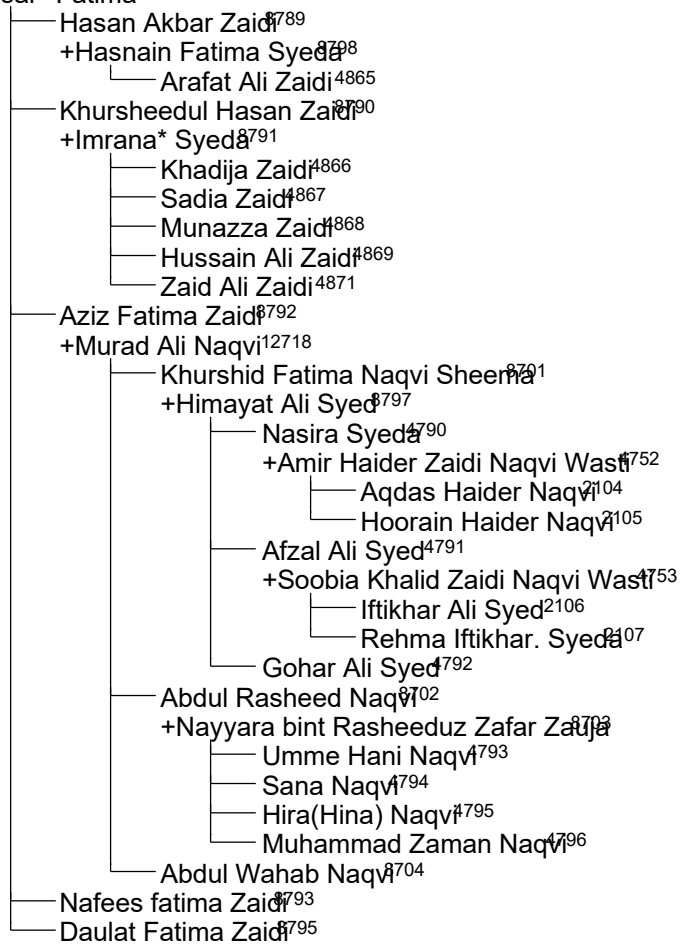 Fatima
Hasan Akbar Zaidi8789
+Hasnain Fatima Syeda8798
Arafat Ali Zaidi4865
Khursheedul Hasan Zaidi8790
+Imrana* Syeda8791
Khadija Zaidi4866
Sadia Zaidi4867
Munazza Zaidi4868
Hussain Ali Zaidi4869
Zaid Ali Zaidi4871
Aziz Fatima Zaidi8792
+Murad Ali Naqvi12718
Khurshid Fatima Naqvi Sheema8701
+Himayat Ali Syed8797
Nasira Syeda4790
+Amir Haider Zaidi Naqvi Wasti4752
Aqdas Haider Naqvi2104
Hoorain Haider Naqvi2105
Afzal Ali Syed4791
+Soobia Khalid Zaidi Naqvi Wasti4753
Iftikhar Ali Syed2106
Rehma Iftikhar. Syeda2107
Gohar Ali Syed4792
Abdul Rasheed Naqvi8702
+Nayyara bint Rasheeduz Zafar Zauja8703
Umme Hani Naqvi4793
Sana Naqvi4794
Hira(Hina) Naqvi4795
Muhammad Zaman Naqvi4796
Abdul Wahab Naqvi8704
Nafees fatima Zaidi8793
Daulat Fatima Zaidi8795